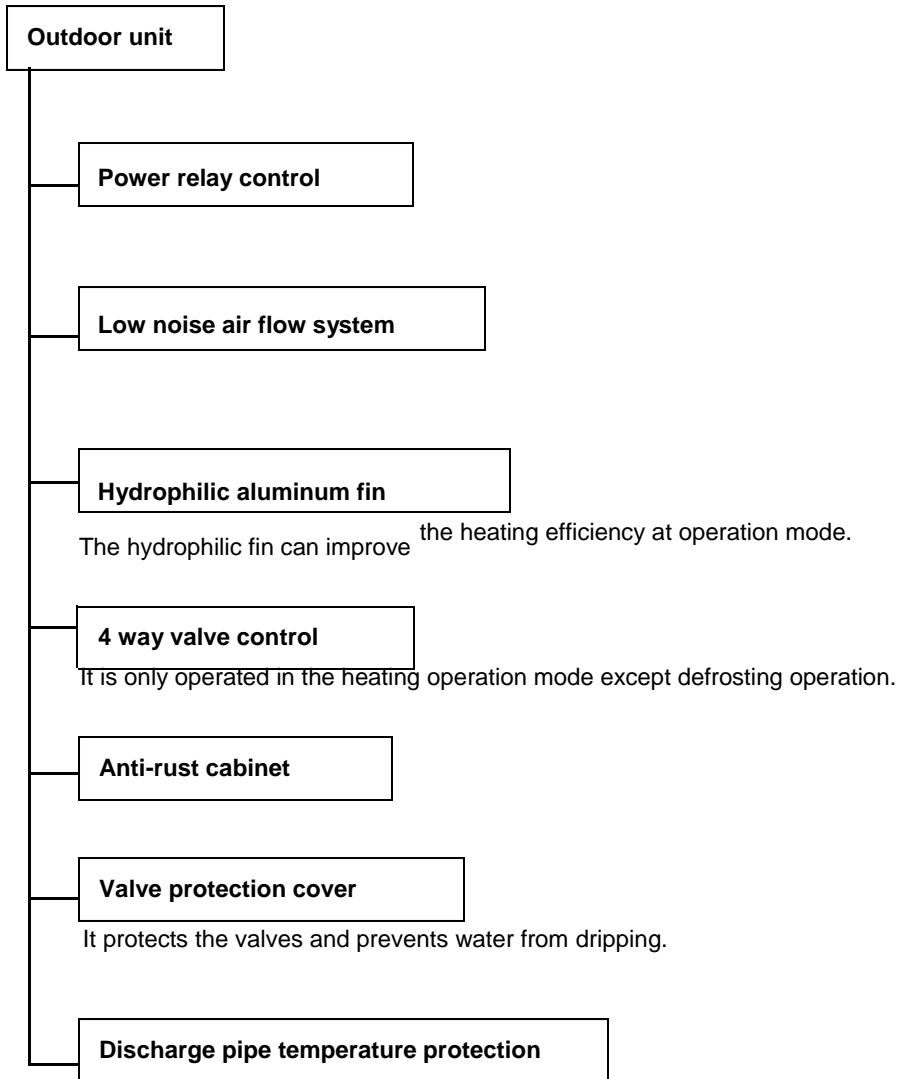 Outdoor unit
Power relay control
Low noise air flow system
Hydrophilic aluminum fin
The hydrophilic fin can improve the heating efficiency at operation mode.
4 way valve control
It is only operated in the heating operation mode except defrosting operation.
Anti-rust cabinet
Valve protection cover
It protects the valves and prevents water from dripping.
Discharge pipe temperature protection